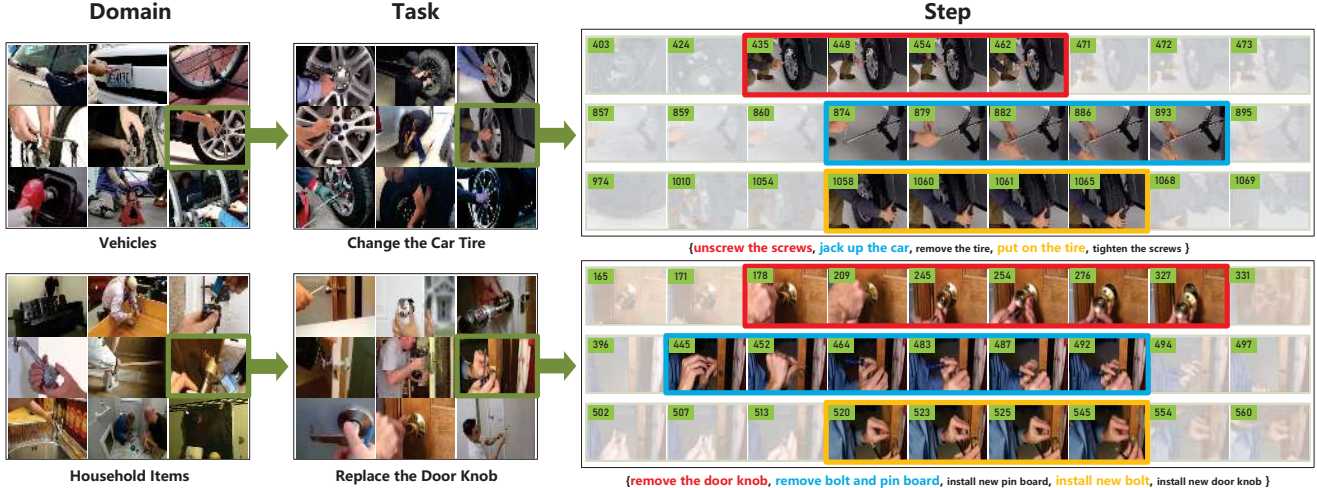 Domain
Task
Step
403 424 435 448 454 462 471 472 473
857 859 860 874 879 882 886 893 895
974 1010 1054 1058 1060 1061 1065 1068 1069
Vehicles
Change the Car Tire
{unscrew the screws, jack up the car, remove the tire, put on the tire, tighten the screws }
165 171 178 209 245 254 276 327 331
396 445 452 464 483 487 492 494 497
502 507 513 520 523 525 545 554 560
Household Items
Replace the Door Knob
{remove the door knob, remove bolt and pin board, install new pin board, install new bolt, install new door knob }